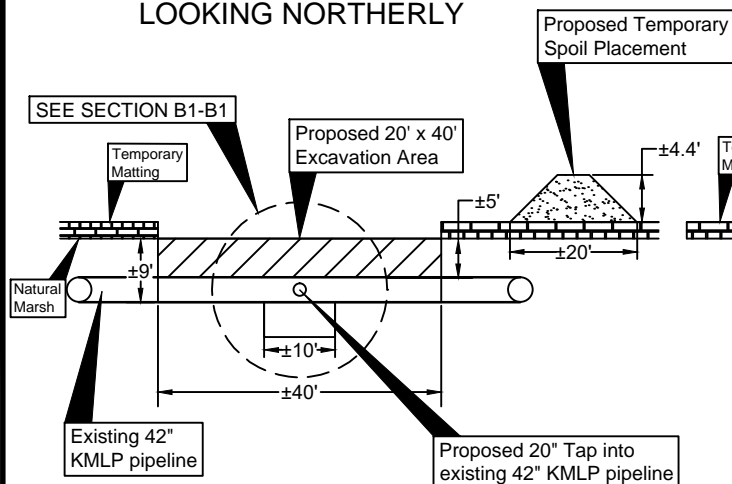 LOOKING NORTHERLY
Proposed Temporary
Spoil Placement
SEE SECTION B1-B1
Proposed 20' x 40'
Excavation Area
Temporary
Matting
±4.4'
±5'
±9'
±20'
Natural
Marsh
±10'
±40'
Existing 42"
KMLP pipeline
Proposed 20" Tap into
existing 42" KMLP pipeline